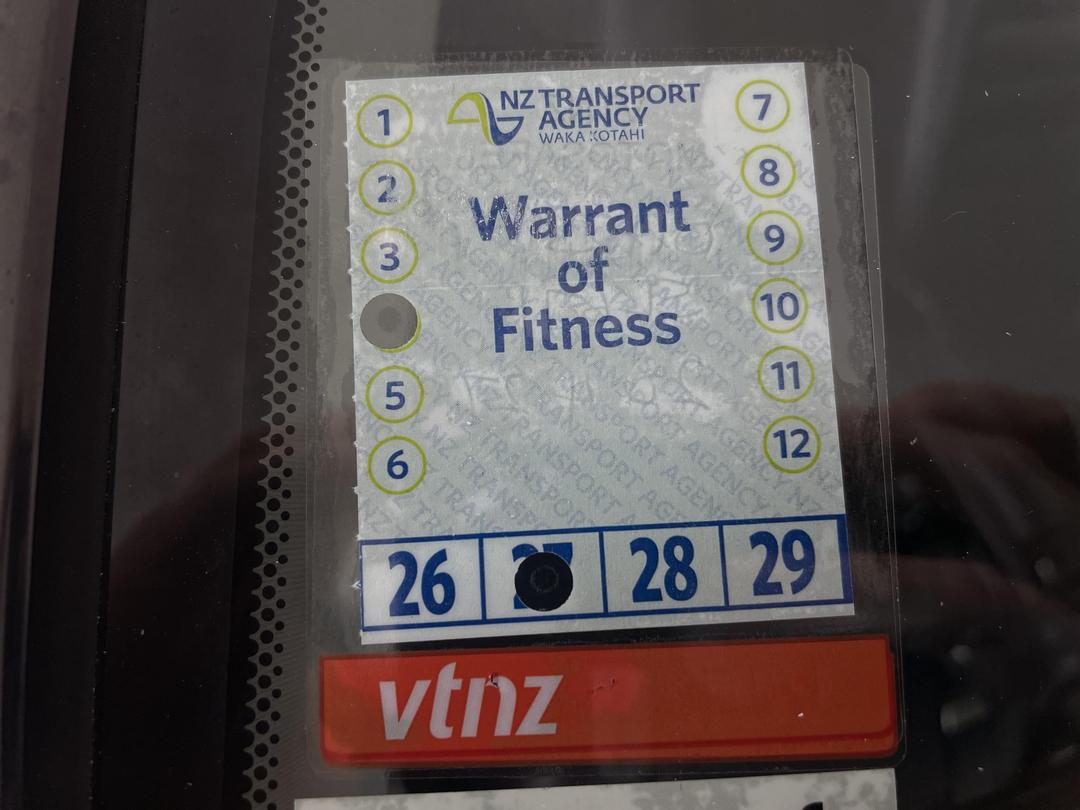 NZ TRANSPORT
AGENCY
WAKA KOTAHI
Warrant
of
Fitness
1
2
3
5
6
7
8
9
10
11
12
26 27 28 29
vtnz